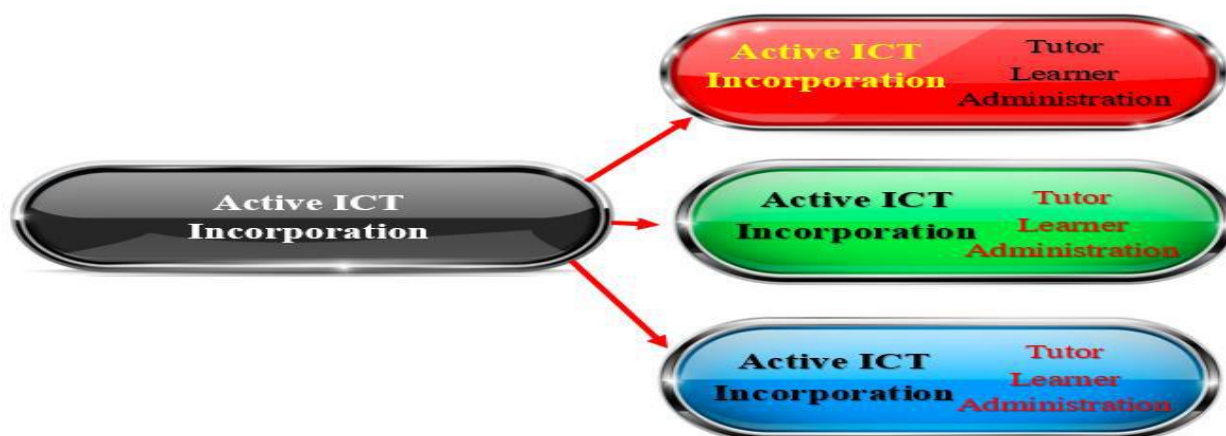 Active ICT
Incorporation
Active ICT
Incorporation
Tutor
Learner
Administration
Active ICT
Incorporation
Tutor
Learner
Administration
Active ICT
Incorporation
Tutor
Learner
Administration